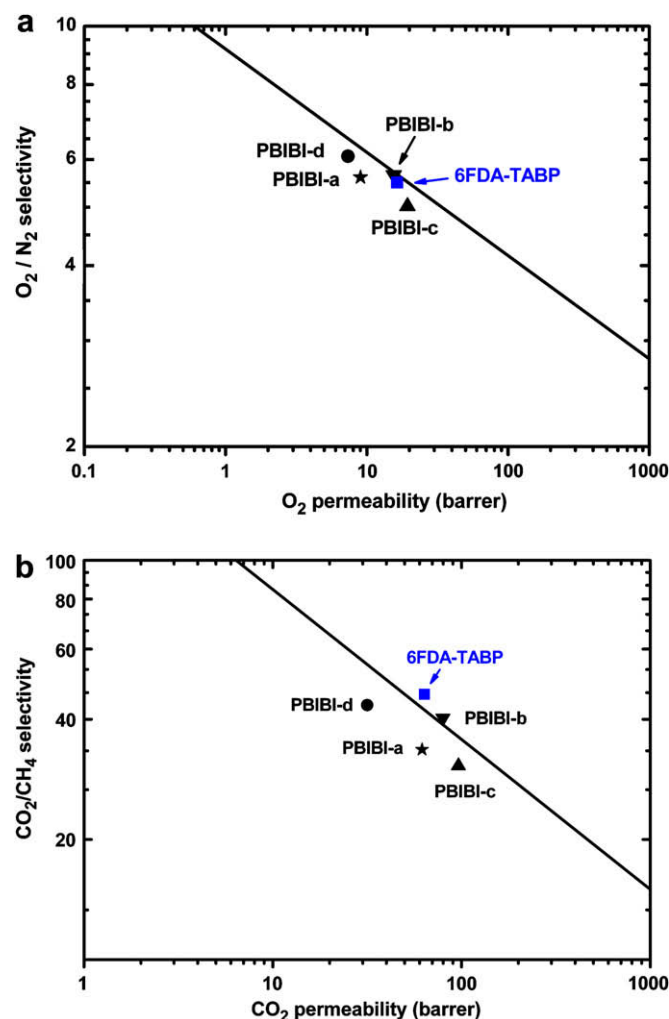 a
10
8
6
4
2
O2 / N2 selectivity
PBIBI-b
PBIBI-d
6FDA-TABP
PBIBI-a
PBIBI-c
0.1 1 10 100 1000
O2 permeability (barrer)
b
100
80
60
40
20
CO2/CH4 selectivity
6FDA-TABP
PBIBI-d
PBIBI-b
PBIBI-a
PBIBI-c
1 10 100 1000
CO2 permeability (barrer)